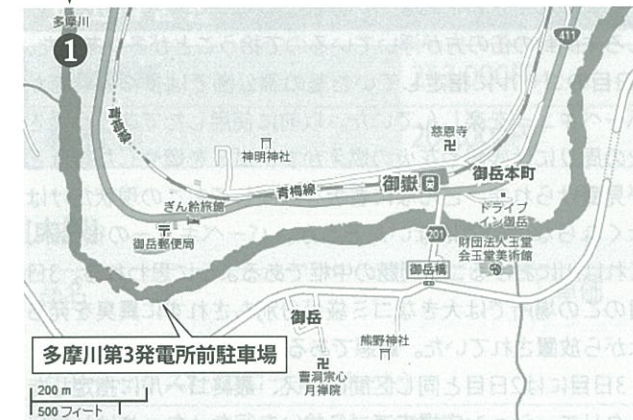 多摩川
1
411
慈恩寺
神明神社
御嶽
御岳本町
青梅線
ぎん鈴旅館
ドライブ
イン御岳
御岳郵便局
201
財団法人玉堂
会玉堂美術館
御岳橋
御岳
熊野神社
曹洞宗心
月禅院
多摩川第3発電所前駐車場
200 m
500 フィート